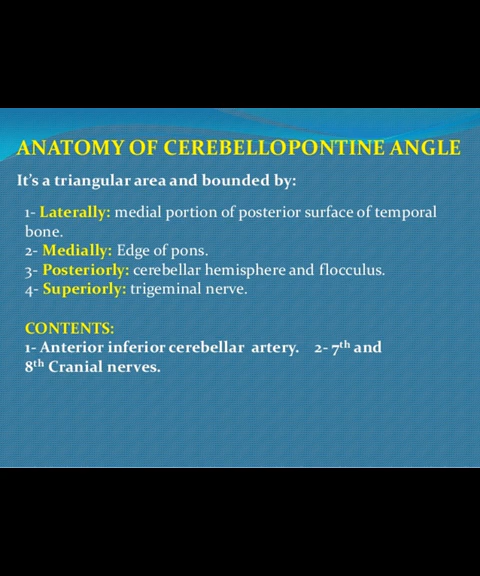 ANATOMY OF CEREBELLOPONTINE ANGLE
It's a triangular area and bounded by:
1- Laterally: medial portion of posterior surface of temporal
bone.
2- Medially: Edge of pons.
3- Posteriorly: cerebellar hemisphere and flocculus.
4- Superiorly: trigeminal nerve.
CONTENTS:
1- Anterior inferior cerebellar artery. 2- 7th and
8th Cranial nerves.